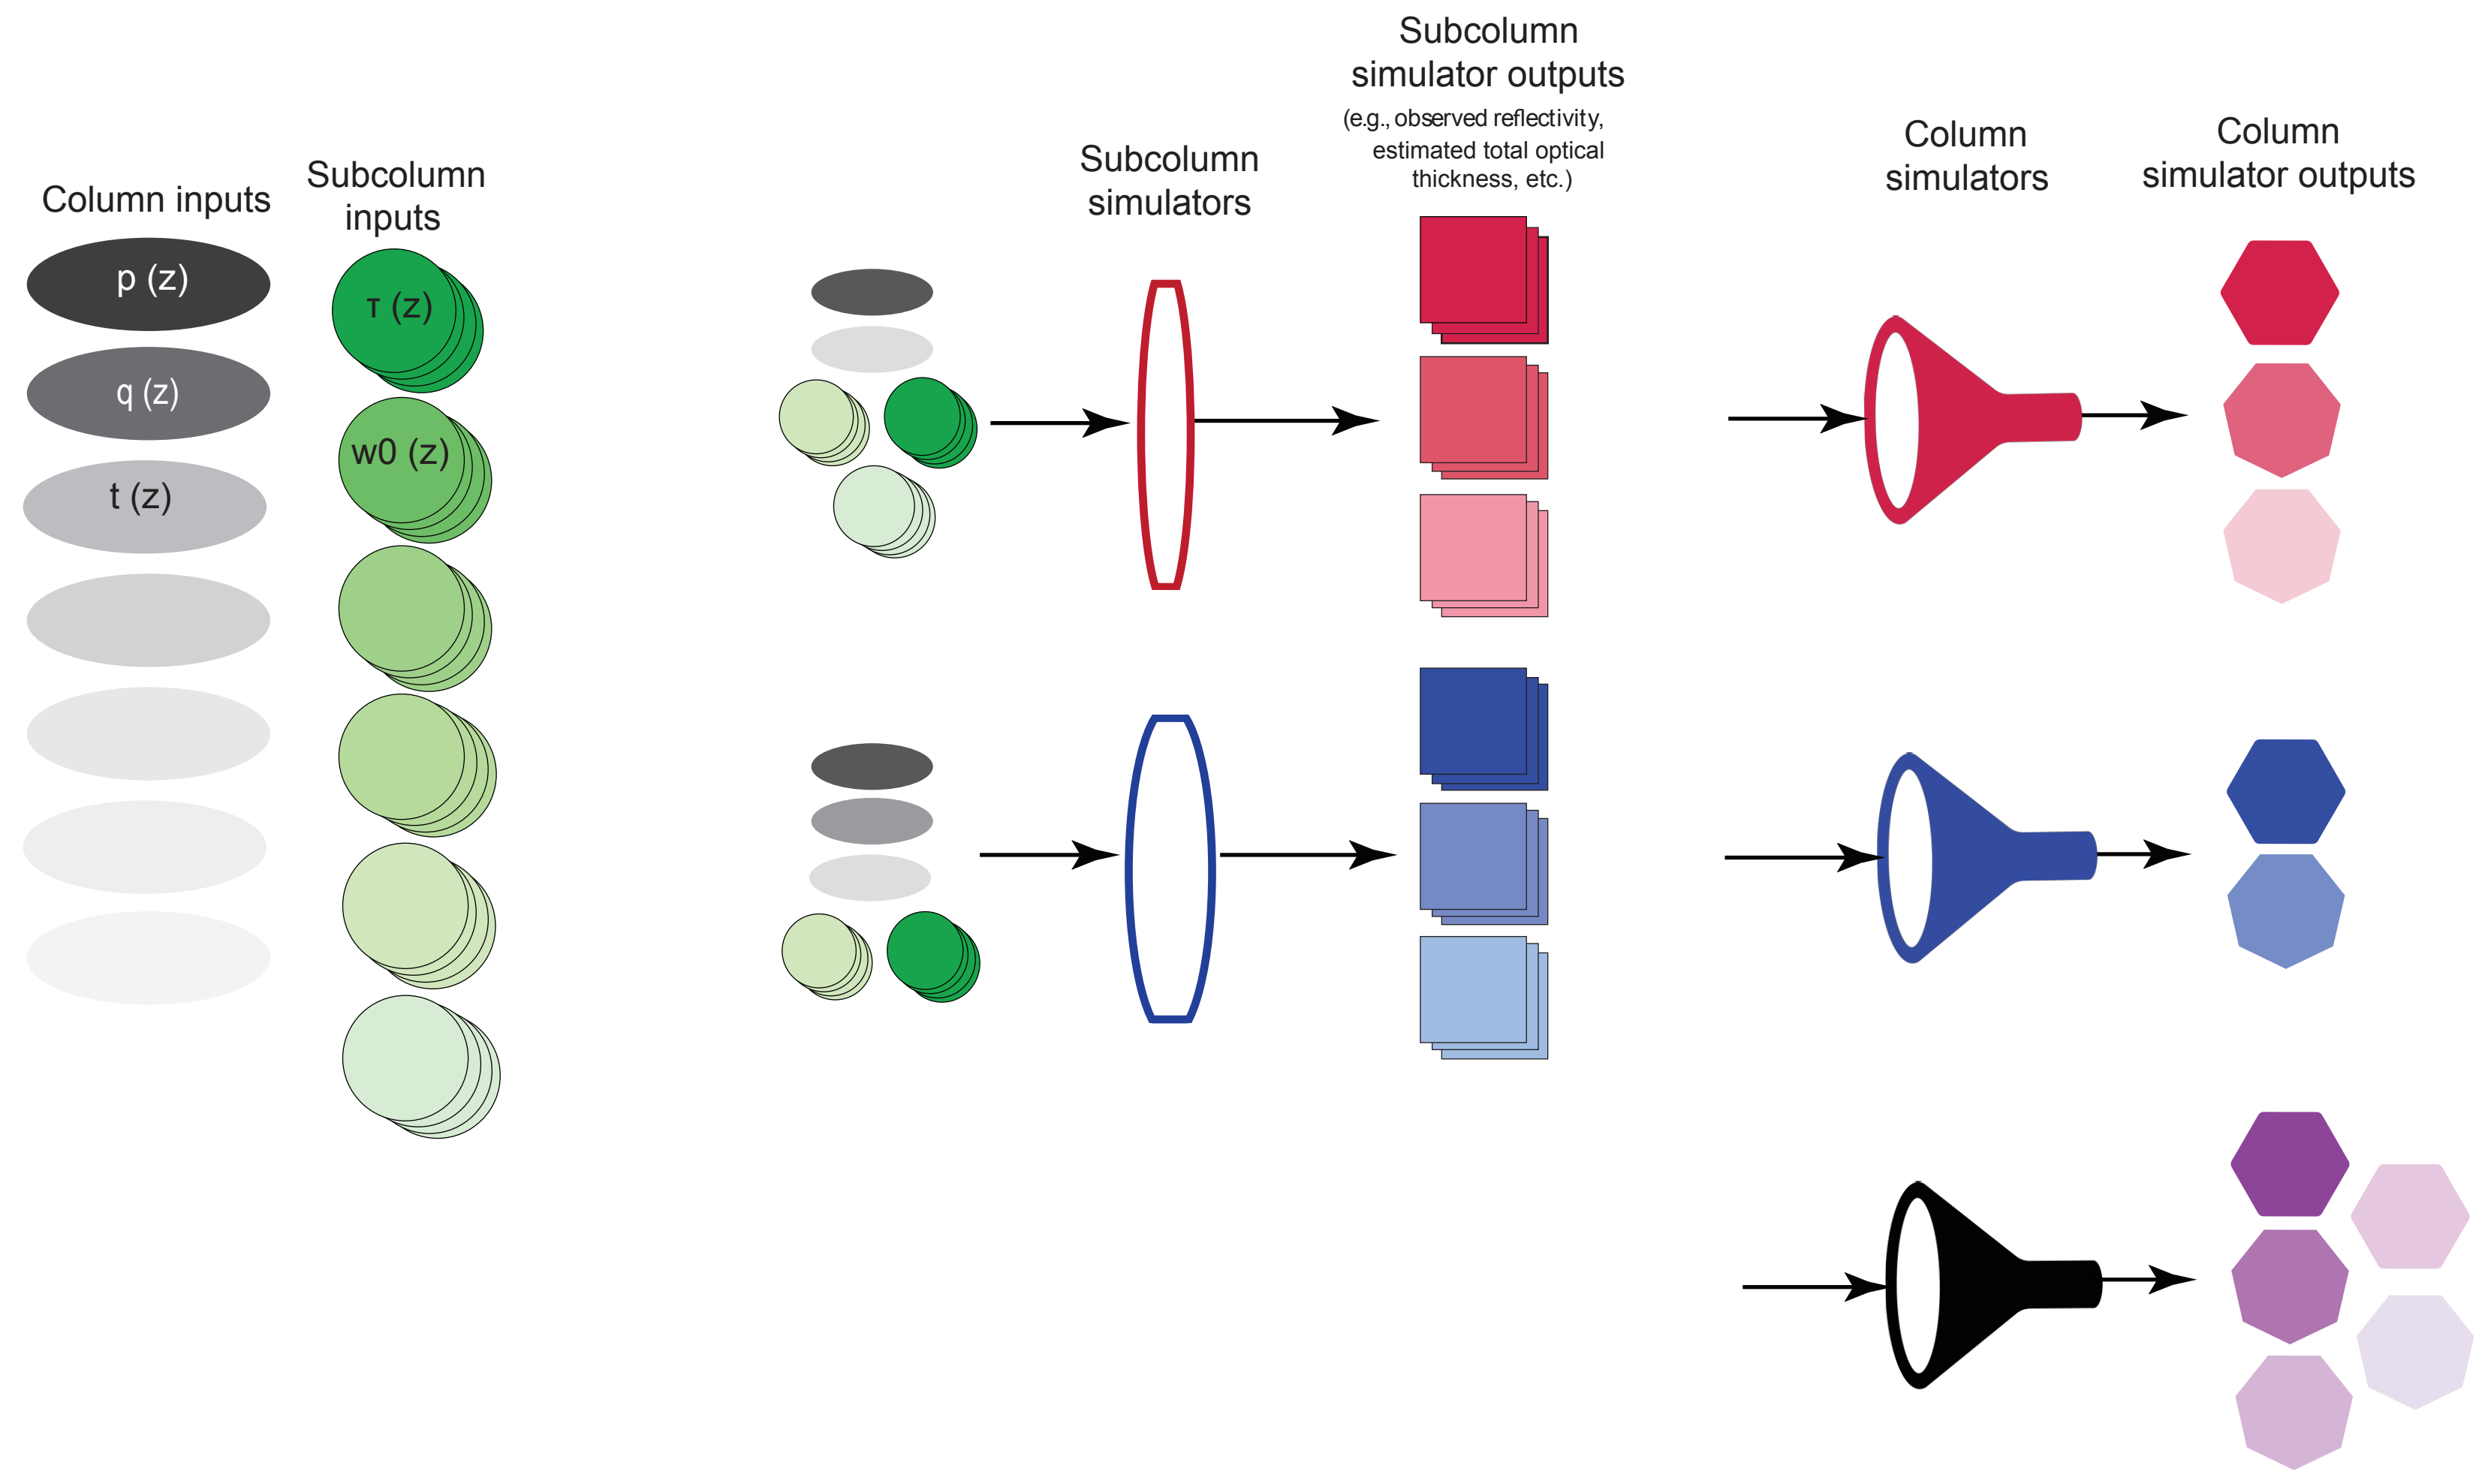 Column inputs
p (z)
q (z)
t (z)
Subcolumn
inputs
τ (z)
w0 (z)
Subcolumn
simulators
Subcolumn
simulator outputs
(e.g., observed reflectivity,
estimated total optical
thickness, etc.)
Column
simulators
Column
simulator outputs